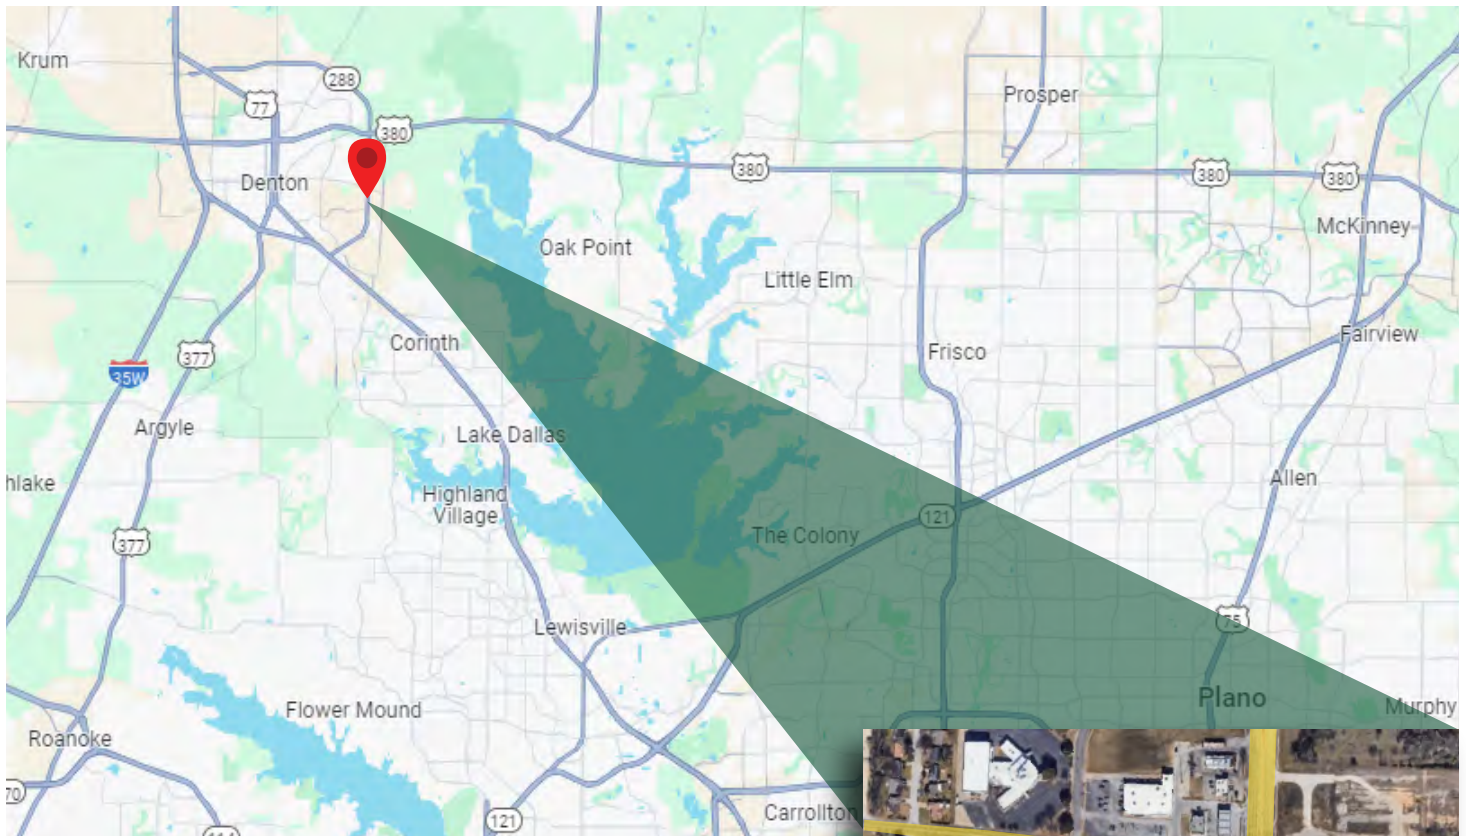 Krum
288
77
Prosper
380
380
380
380
Denton
McKinney
Oak Point
Little Elm
Corinth
Fairview
377
35W
Frisco
Argyle
Lake Dallas
Allen
hlake
Highland
Village
121
The Colony
377
75
Lewisville
Plano
Murphy
Flower Mound
Roanoke
70
121
Carrollton